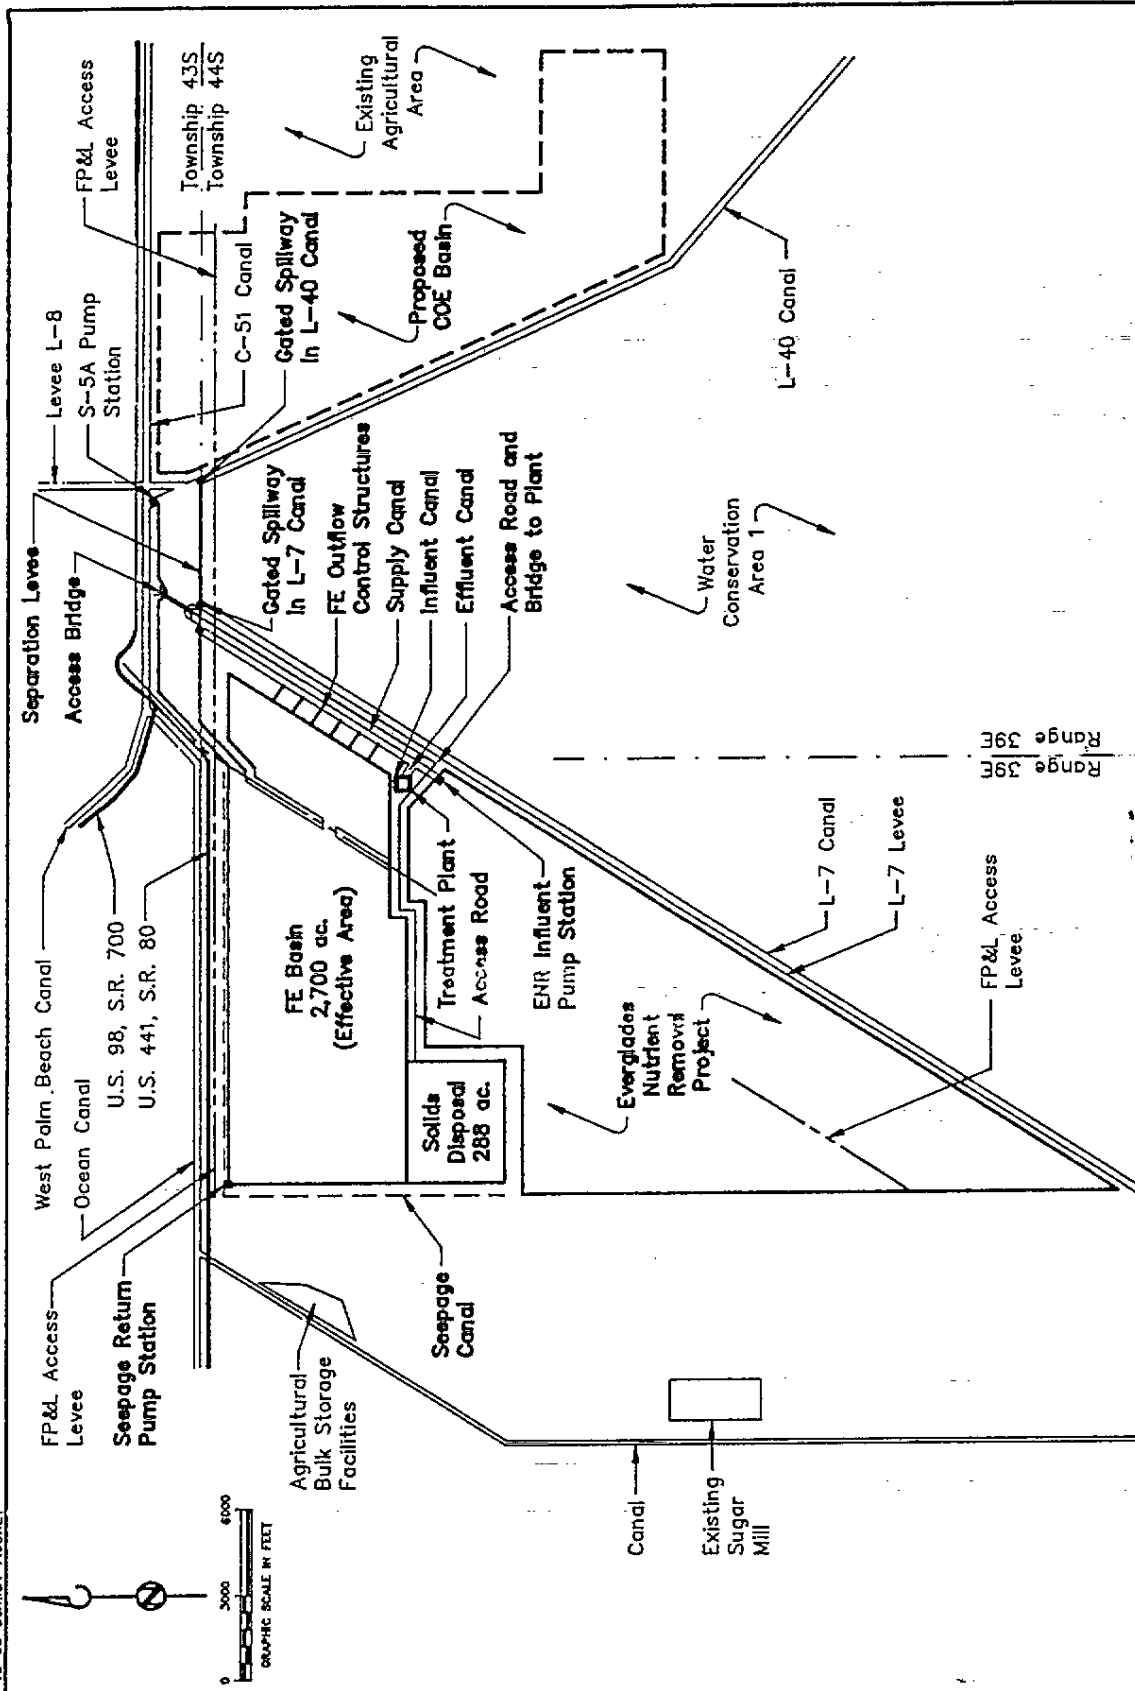 West Palm Beach Canal
Ocean Canal
U.S. 98, S.R. 700
U.S. 441, S.R. 80
FP&L Access
Levee
Seepage Return
Pump Station
Separation Levee
Access Bridge
Levee L-8
S-5A Pump
Station
FP&L Access
Levee
Township 43S
Township 44S
C-51 Canal
Gated Spillway
In L-40 Canal
Existing
Agricultural
Area
Proposed
COE Basin
Gated Spillway
In L-7 Canal
FE Outflow
Control Structures
Supply Canal
Influent Canal
Effluent Canal
Access Road and
Bridge to Plant
FE Basin
2,700 ac.
(Effective Area)
Treatment Plant
Access Road
ENR Influent
Pump Station
Solids
Disposal
288 ac.
Seepage
Canal
Agricultural
Bulk Storage
Facilities
Everglades
Nutrient
Removal
Project
Water
Conservation
Area 1
L-40 Canal
Range 39E
Range 39E
L-7 Canal
L-7 Levee
FP&L Access
Levee
Canal
Existing
Sugar
Mill
N
0 3000 6000
GRAPHIC SCALE IN FEET